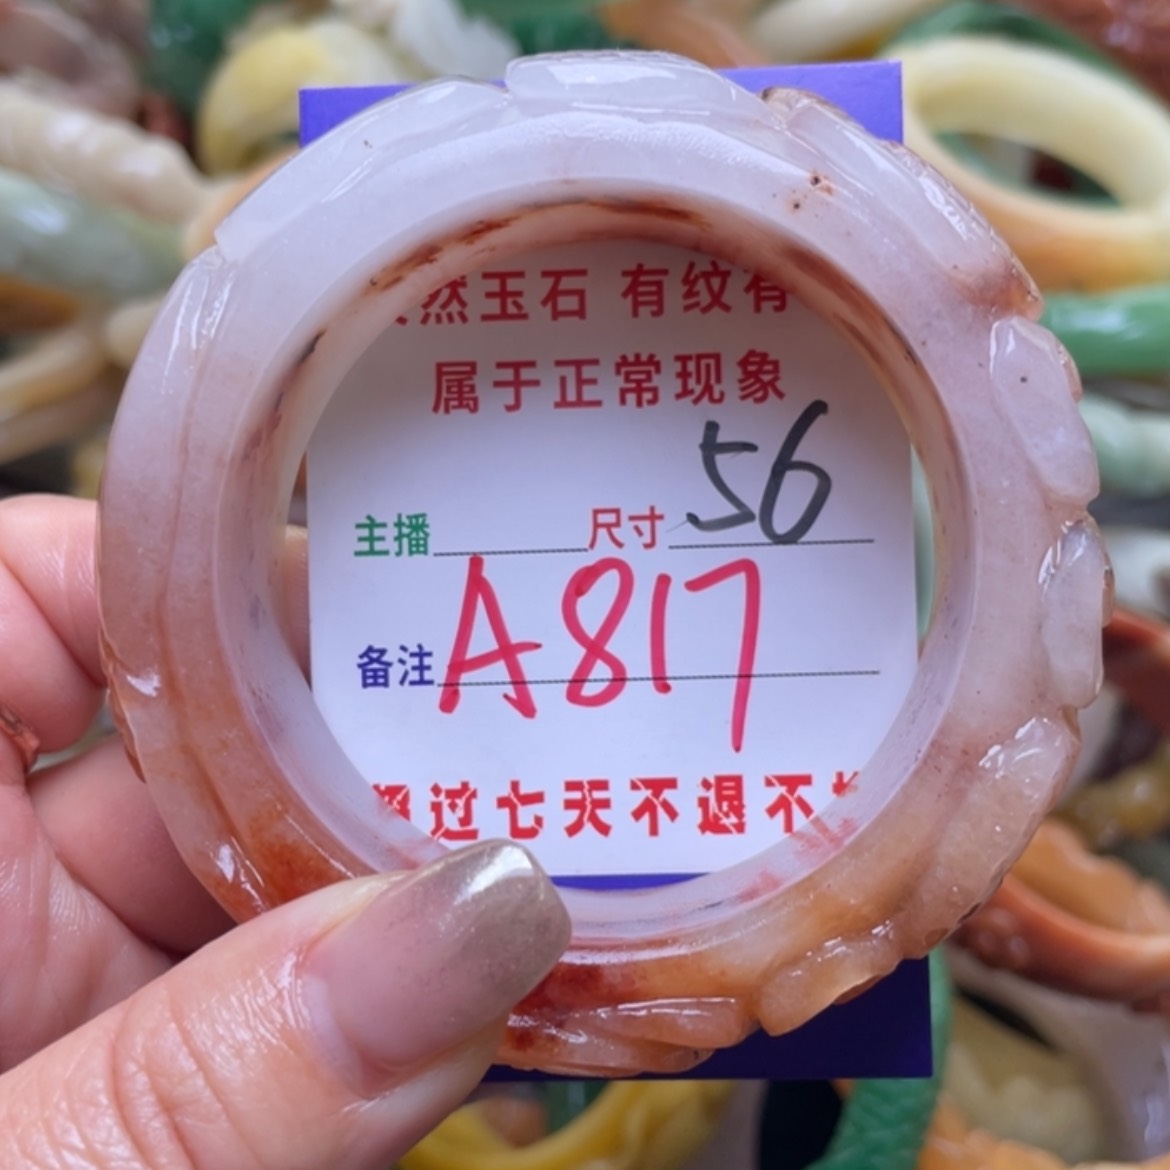 然玉石 有纹有
属于正常现象
主播 尺寸 56
备注 A817
过七天不退不